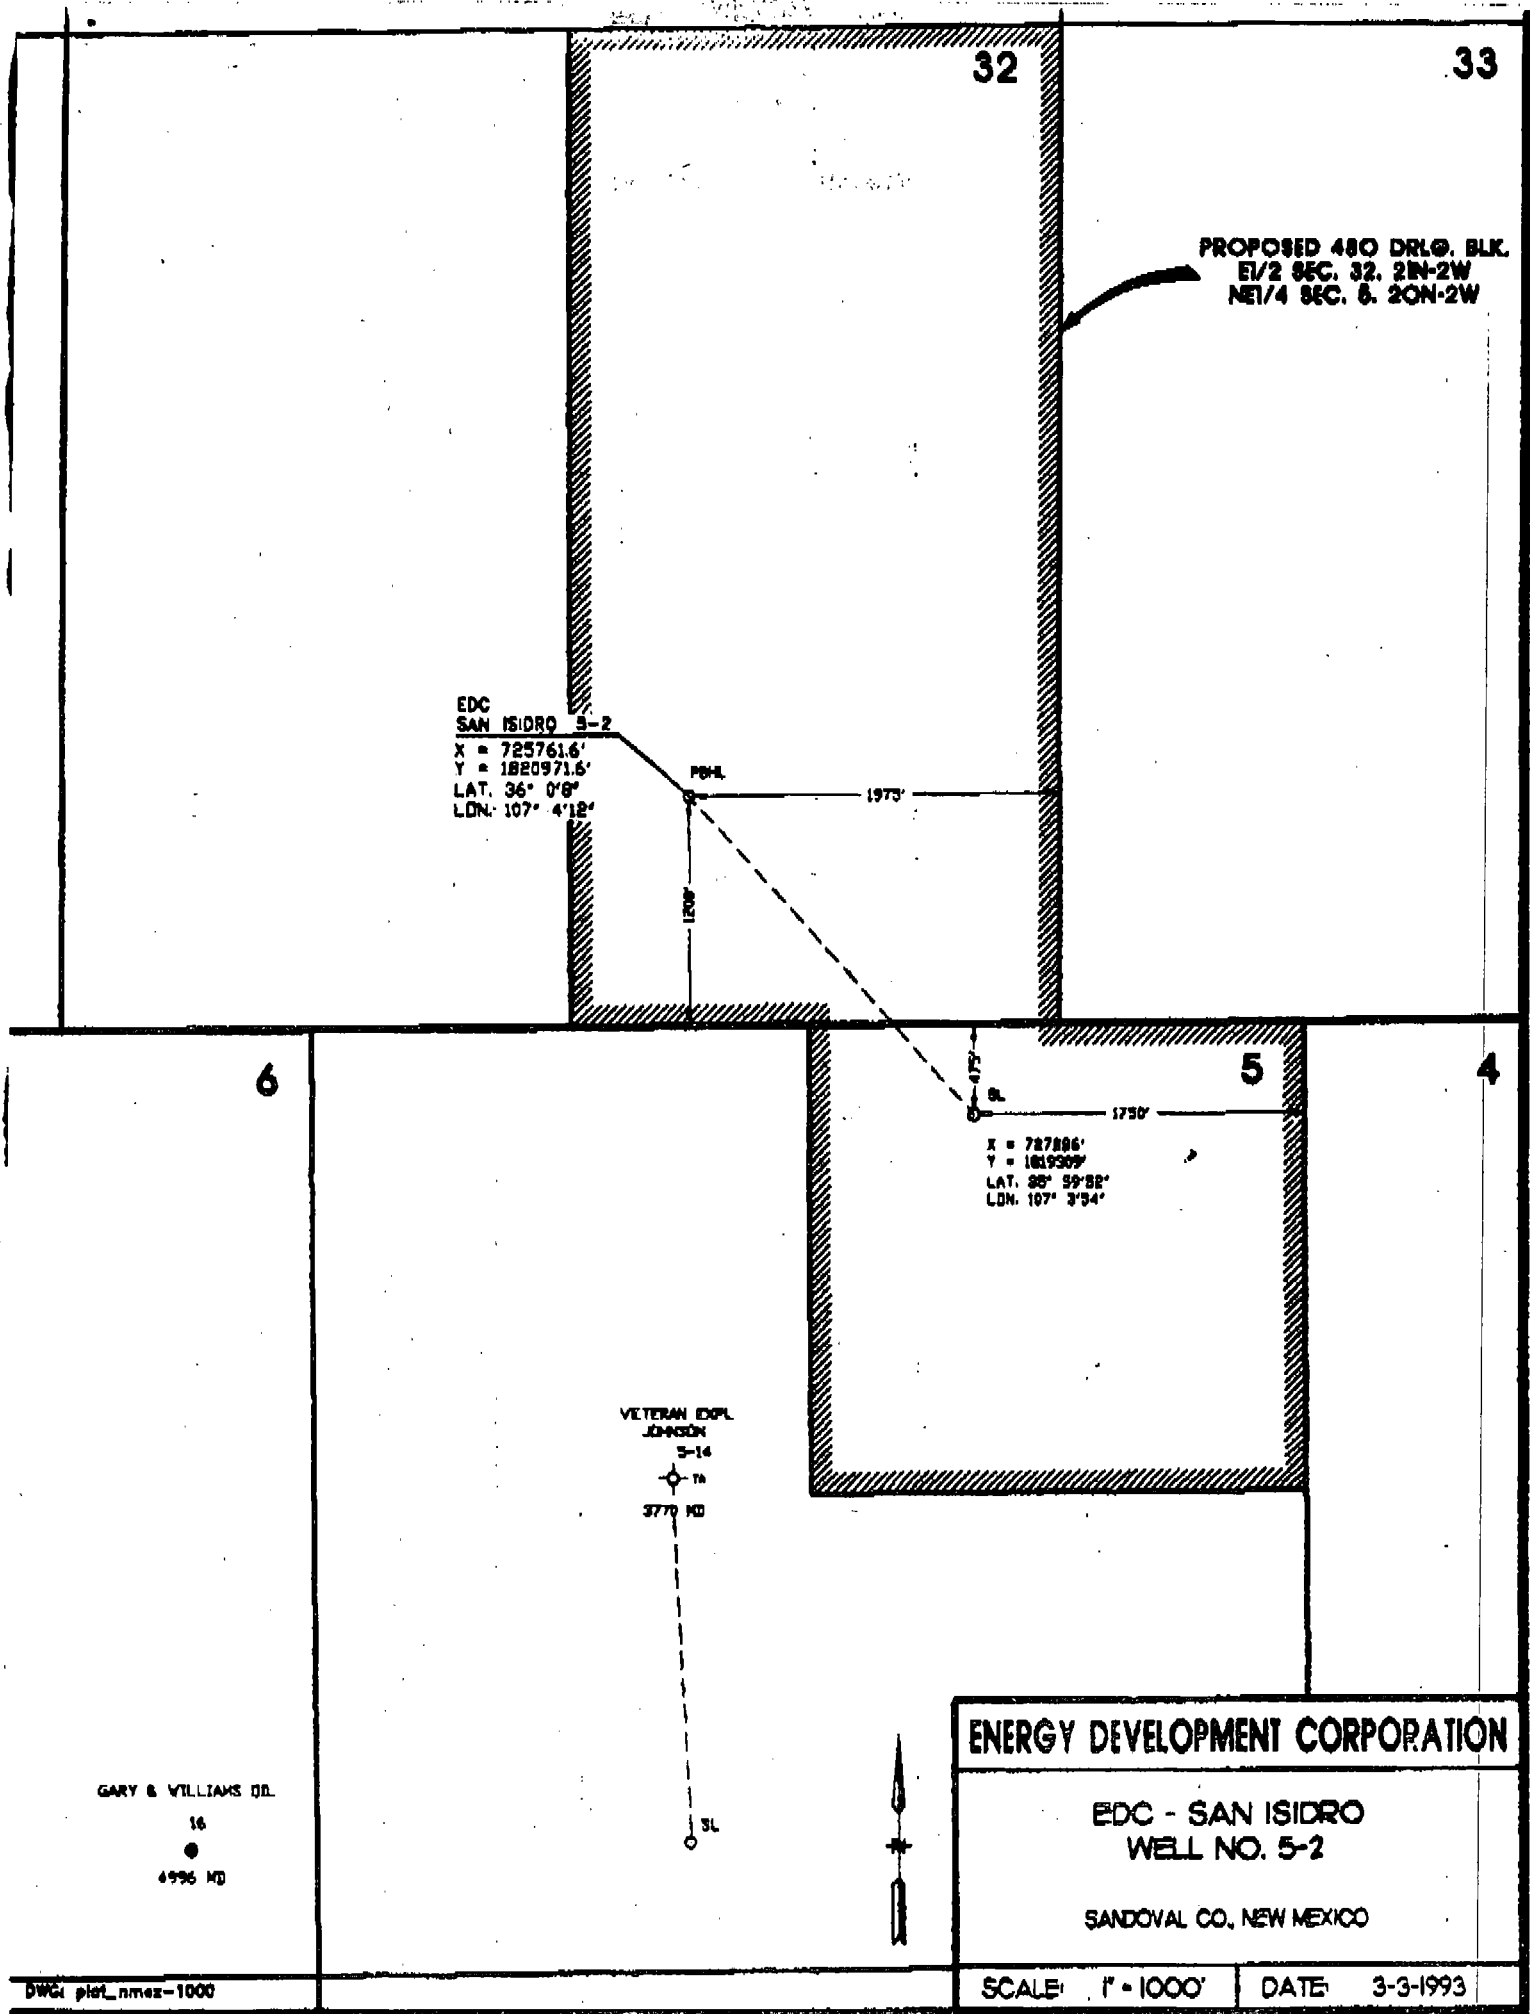 32
33
PROPOSED 480 DRLG. BLK.
E1/2 SEC. 32, 21N-2W
NE1/4 SEC. 5, 20N-2W
EDC
SAN ISIDRO 5-2
X = 725761.6'
Y = 1820971.6'
LAT. 36° 0'8"
LON. 107° 4'12"
PBHL
1975'
1208'
6
5
4
475'
SL
1750'
Y = 1819309'
LAT. 35° 59'52"
LON. 107° 3'54"
VETERAN EXPL
JOHNSON
5-14
TA
3770 MD
SL
GARY & WILLIAMS OIL
16
4996 MD
N
ENERGY DEVELOPMENT CORPORATION
EDC - SAN ISIDRO
WELL NO. 5-2
SANDOVAL CO., NEW MEXICO
SCALE: 1" = 1000'
DATE: 3-3-1993
DWG: plat_nmex-1000